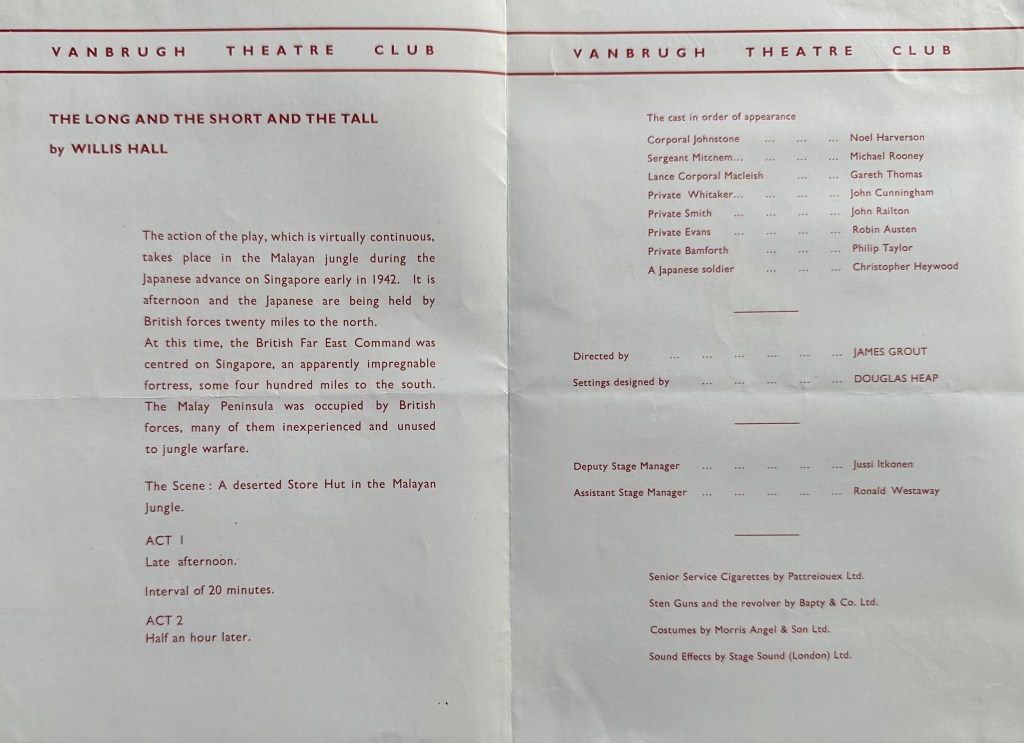 VANBRUGH THEATRE CLUB
THE LONG AND THE SHORT AND THE TALL
by WILLIS HALL
The action of the play, which is virtually continuous,
takes place in the Malayan jungle during the
Japanese advance on Singapore early in 1942. It is
afternoon and the Japanese are being held by
British forces twenty miles to the north.
At this time, the British Far East Command was
centred on Singapore, an apparently impregnable
fortress, some four hundred miles to the south.
The Malay Peninsula was occupied by British
forces, many of them inexperienced and unused
to jungle warfare.
The Scene : A deserted Store Hut in the Malayan
Jungle.
ACT 1
Late afternoon.
Interval of 20 minutes.
ACT 2
Half an hour later.
VANBRUGH THEATRE CLUB
The cast in order of appearance
Corporal Johnstone ... ... ... Noel Harverson
Sergeant Mitchem... ... ... Michael Rooney
Lance Corporal Macleish ... ... Gareth Thomas
Private Whitaker... ... ... ... John Cunningham
Private Smith ... ... ... ... John Railton
Private Evans ... ... ... ... Robin Austen
Private Bamforth ... ... ... Philip Taylor
A Japanese soldier ... ... ... Christopher Heywood
Directed by ... ... ... ... ... ... JAMES GROUT
Settings designed by ... ... ... ... ... DOUGLAS HEAP
Deputy Stage Manager ... ... ... ... ... Jussi Itkonen
Assistant Stage Manager ... ... ... ... ... Ronald Westaway
Senior Service Cigarettes by Pattreiouex Ltd.
Sten Guns and the revolver by Bapty & Co. Ltd.
Costumes by Morris Angel & Son Ltd.
Sound Effects by Stage Sound (London) Ltd.